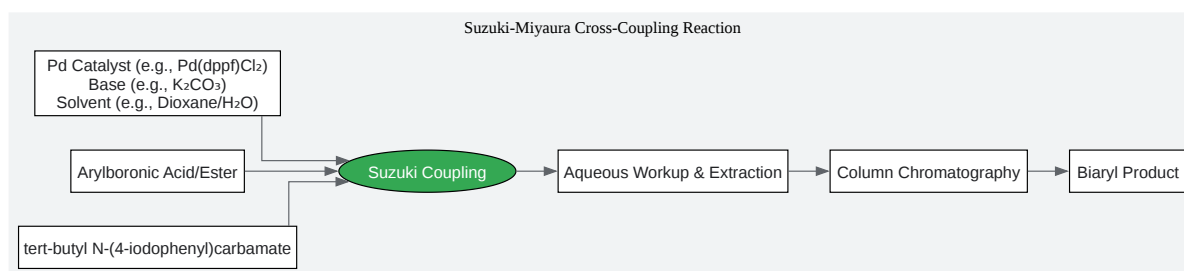 Suzuki-Miyaura Cross-Coupling Reaction
Pd Catalyst (e.g., Pd(dppf)Cl₂)
Base (e.g., K₂CO₃)
Solvent (e.g., Dioxane/H₂O)
Arylboronic Acid/Ester
tert-butyl N-(4-iodophenyl)carbamate
Suzuki Coupling
Aqueous Workup & Extraction
Column Chromatography
Biaryl Product